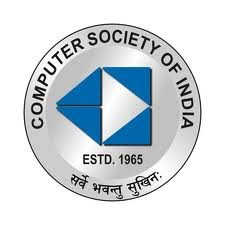 COMPUTER SOCIETY OF INDIA
ESTD. 1965
सर्वे भवन्तु सुखिनः